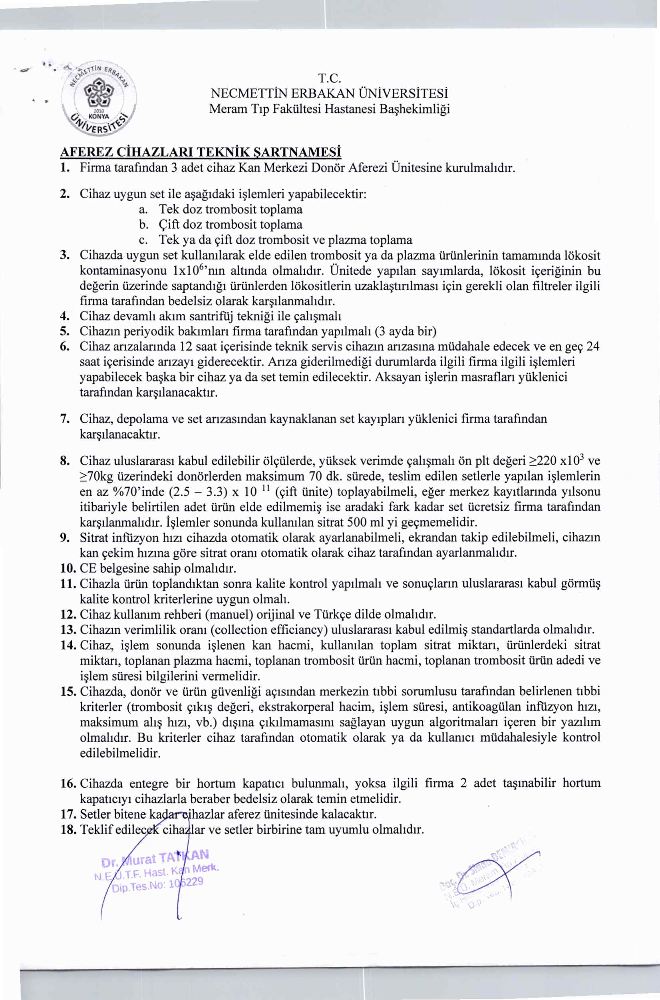 NECMETTİN ERBAKAN
2010
KONYA
ÜNİVERSİTESİ
T.C.
NECMETTİN ERBAKAN ÜNİVERSİTESİ
Meram Tıp Fakültesi Hastanesi Başhekimliği
AFEREZ CİHAZLARI TEKNİK ŞARTNAMESİ
1. Firma tarafından 3 adet cihaz Kan Merkezi Donör Aferezi Ünitesine kurulmalıdır.
2. Cihaz uygun set ile aşağıdaki işlemleri yapabilecektir:
a. Tek doz trombosit toplama
b. Çift doz trombosit toplama
c. Tek ya da çift doz trombosit ve plazma toplama
3. Cihazda uygun set kullanılarak elde edilen trombosit ya da plazma ürünlerinin tamamında lökosit
kontaminasyonu 1x10⁶'nın altında olmalıdır. Ünitede yapılan sayımlarda, lökosit içeriğinin bu
değerin üzerinde saptandığı ürünlerden lökositlerin uzaklaştırılması için gerekli olan filtreler ilgili
firma tarafından bedelsiz olarak karşılanmalıdır.
4. Cihaz devamlı akım santrifüj tekniği ile çalışmalı
5. Cihazın periyodik bakımları firma tarafından yapılmalı (3 ayda bir)
6. Cihaz arızalarında 12 saat içerisinde teknik servis cihazın arızasına müdahale edecek ve en geç 24
saat içerisinde arızayı giderecektir. Arıza giderilmediği durumlarda ilgili firma ilgili işlemleri
yapabilecek başka bir cihaz ya da set temin edilecektir. Aksayan işlerin masrafları yüklenici
tarafından karşılanacaktır.
7. Cihaz, depolama ve set arızasından kaynaklanan set kayıpları yüklenici firma tarafından
karşılanacaktır.
8. Cihaz uluslararası kabul edilebilir ölçülerde, yüksek verimde çalışmalı ön plt değeri ≥220 x10³ ve
≥70kg üzerindeki donörlerden maksimum 70 dk. sürede, teslim edilen setlerle yapılan işlemlerin
en az %70'inde (2.5 – 3.3) x 10 ¹¹ (çift ünite) toplayabilmeli, eğer merkez kayıtlarında yılsonu
itibariyle belirtilen adet ürün elde edilmemiş ise aradaki fark kadar set ücretsiz firma tarafından
karşılanmalıdır. İşlemler sonunda kullanılan sitrat 500 ml yi geçmemelidir.
9. Sitrat infüzyon hızı cihazda otomatik olarak ayarlanabilmeli, ekrandan takip edilebilmeli, cihazın
kan çekim hızına göre sitrat oranı otomatik olarak cihaz tarafından ayarlanmalıdır.
10. CE belgesine sahip olmalıdır.
11. Cihazla ürün toplandıktan sonra kalite kontrol yapılmalı ve sonuçların uluslararası kabul görmüş
kalite kontrol kriterlerine uygun olmalı.
12. Cihaz kullanım rehberi (manuel) orijinal ve Türkçe dilde olmalıdır.
13. Cihazın verimlilik oranı (collection efficiancy) uluslararası kabul edilmiş standartlarda olmalıdır.
14. Cihaz, işlem sonunda işlenen kan hacmi, kullanılan toplam sitrat miktarı, ürünlerdeki sitrat
miktarı, toplanan plazma hacmi, toplanan trombosit ürün hacmi, toplanan trombosit ürün adedi ve
işlem süresi bilgilerini vermelidir.
15. Cihazda, donör ve ürün güvenliği açısından merkezin tıbbi sorumlusu tarafından belirlenen tıbbi
kriterler (trombosit çıkış değeri, ekstrakorperal hacim, işlem süresi, antikoagülan infüzyon hızı,
maksimum alış hızı, vb.) dışına çıkılmamasını sağlayan uygun algoritmaları içeren bir yazılım
olmalıdır. Bu kriterler cihaz tarafından otomatik olarak ya da kullanıcı müdahalesiyle kontrol
edilebilmelidir.
16. Cihazda entegre bir hortum kapatıcı bulunmalı, yoksa ilgili firma 2 adet taşınabilir hortum
kapatıcıyı cihazlarla beraber bedelsiz olarak temin etmelidir.
17. Setler bitene kadar cihazlar aferez ünitesinde kalacaktır.
18. Teklif edilecek cihazlar ve setler birbirine tam uyumlu olmalıdır.
Dr. Murat TATKAN
N.E.Ü.T.F. Hast. Kan Merk.
Dip.Tes.No: 106229
Doç. Dr. Sinan
N.E.Ü. Meram Tıp
İç
Dip. Tes.